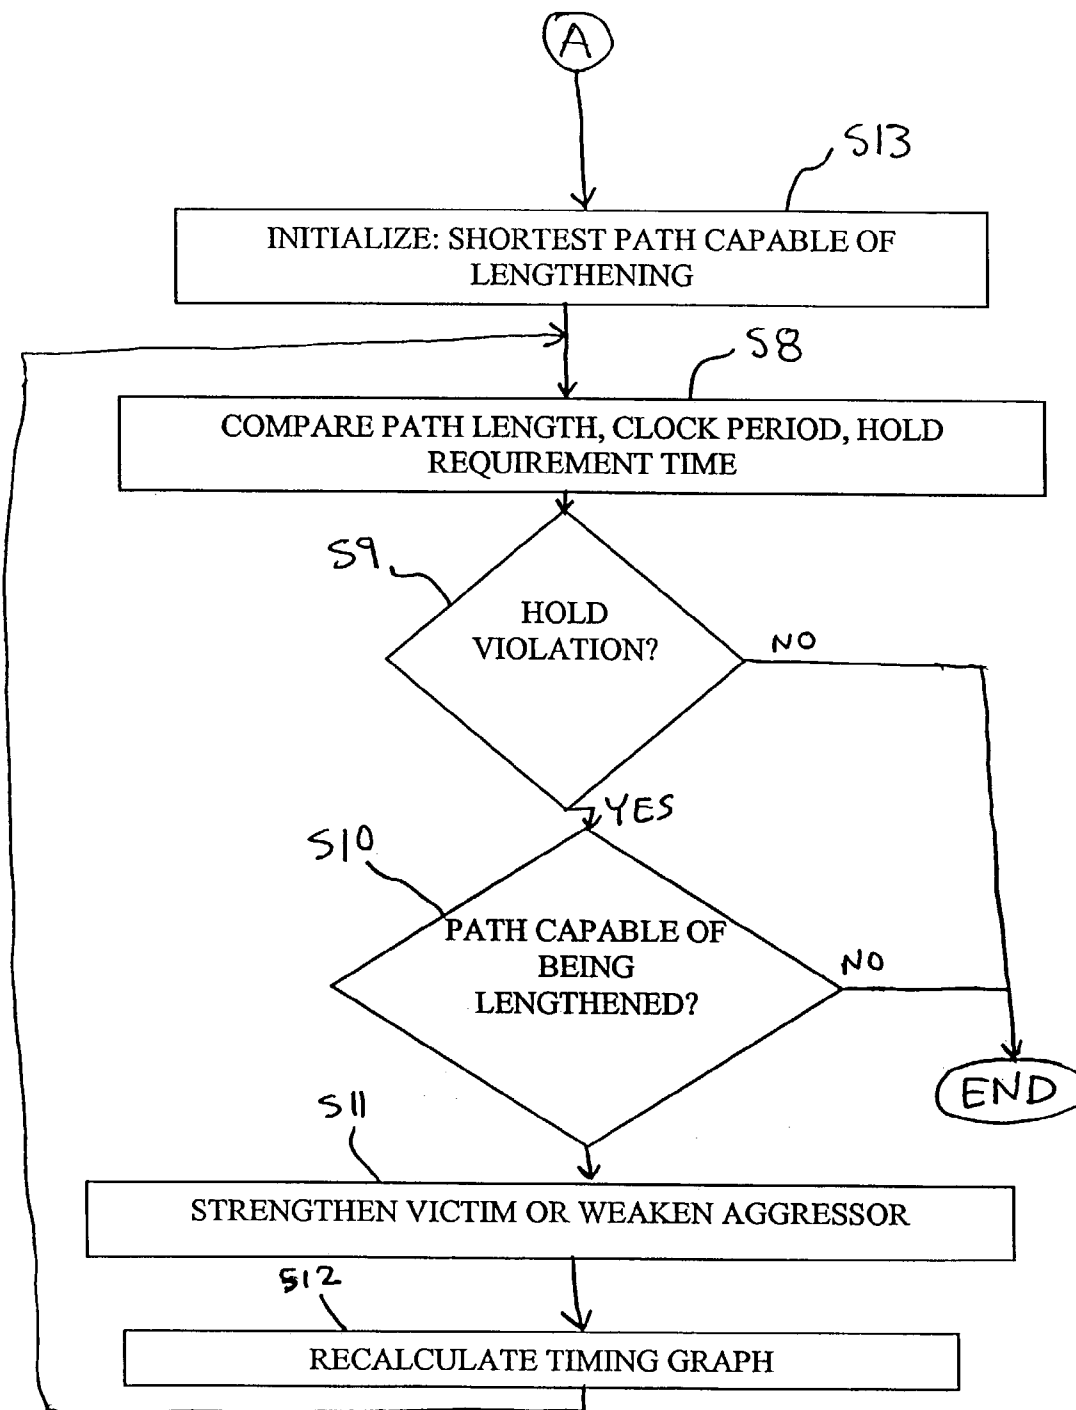 A
S13
INITIALIZE: SHORTEST PATH CAPABLE OF
LENGTHENING
S8
COMPARE PATH LENGTH, CLOCK PERIOD, HOLD
REQUIREMENT TIME
S9
HOLD
VIOLATION?
NO
YES
S10
PATH CAPABLE OF
BEING
LENGTHENED?
NO
END
S11
STRENGTHEN VICTIM OR WEAKEN AGGRESSOR
S12
RECALCULATE TIMING GRAPH